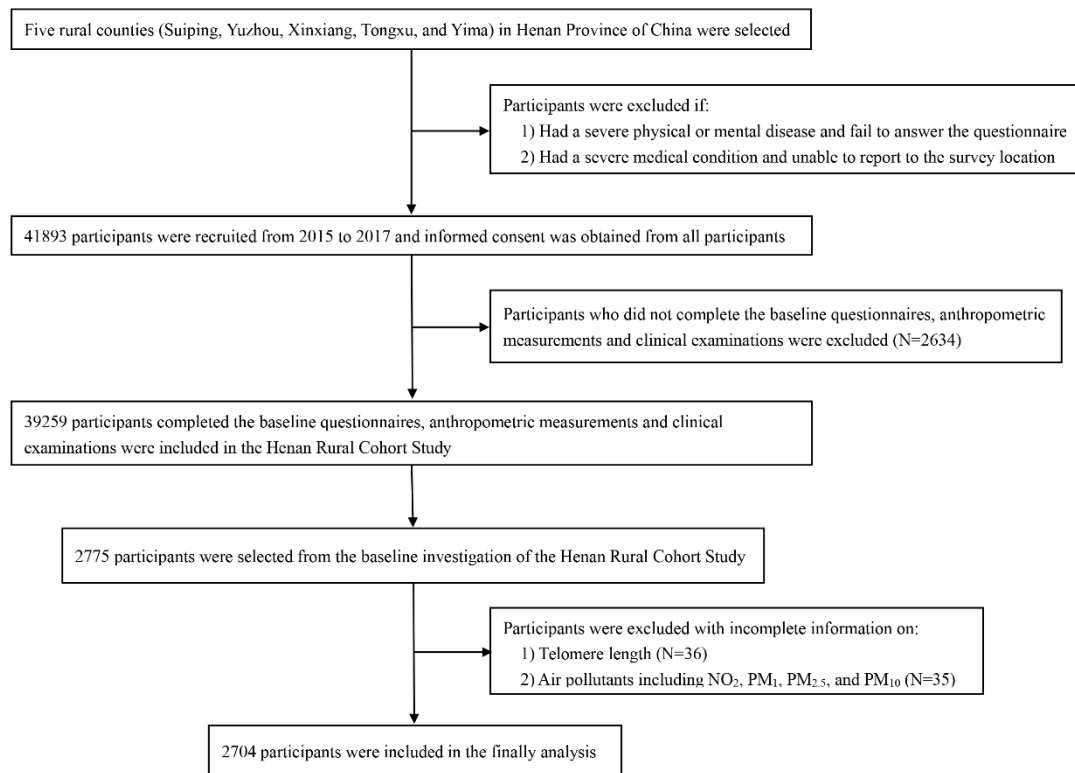 Five rural counties (Suiping, Yuzhou, Xinxiang, Tongxu, and Yima) in Henan Province of China were selected
Participants were excluded if:
1) Had a severe physical or mental disease and fail to answer the questionnaire
2) Had a severe medical condition and unable to report to the survey location
41893 participants were recruited from 2015 to 2017 and informed consent was obtained from all participants
Participants who did not complete the baseline questionnaires, anthropometric
measurements and clinical examinations were excluded (N=2634)
39259 participants completed the baseline questionnaires, anthropometric measurements and clinical
examinations were included in the Henan Rural Cohort Study
2775 participants were selected from the baseline investigation of the Henan Rural Cohort Study
Participants were excluded with incomplete information on:
1) Telomere length (N=36)
2) Air pollutants including NO₂, PM₁, PM₂.₅, and PM₁₀ (N=35)
2704 participants were included in the finally analysis